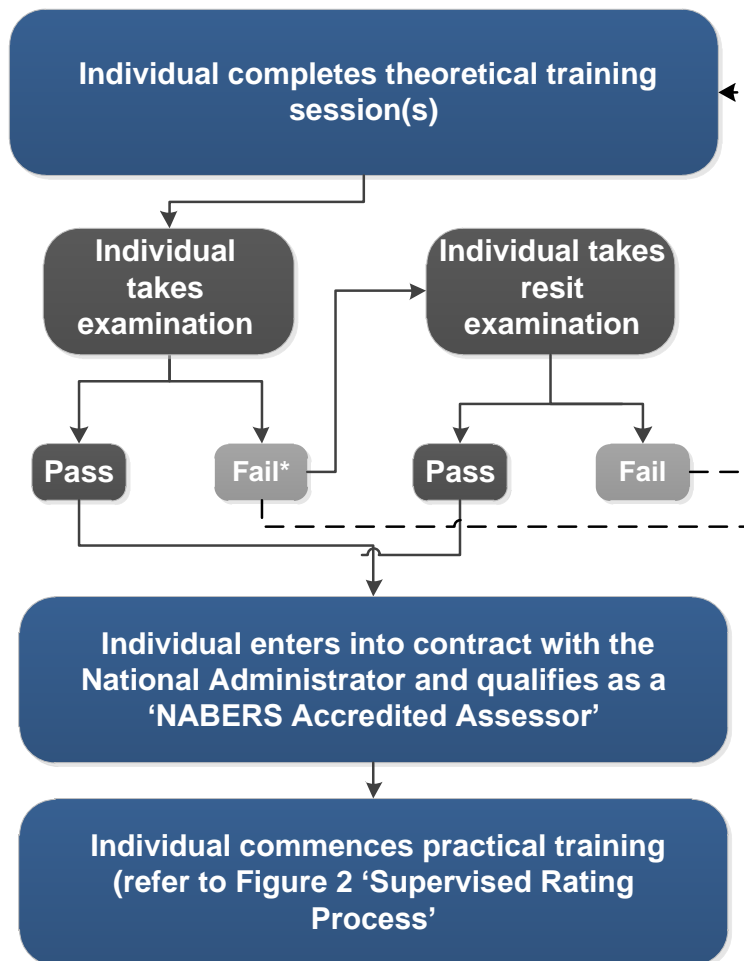 Individual completes theoretical training
session(s)
Individual
takes
examination
Individual takes
resit
examination
Pass
Fail*
Pass
Fail
Individual enters into contract with the
National Administrator and qualifies as a
‘NABERS Accredited Assessor’
Individual commences practical training
(refer to Figure 2 ‘Supervised Rating
Process’